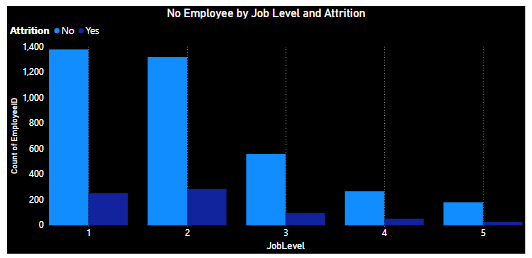 No Employee by Job Level and Attrition
Attrition No Yes
1,400
1,200
1,000
800
600
400
200
0
Count of EmployeeID
1 2 3 4 5
JobLevel